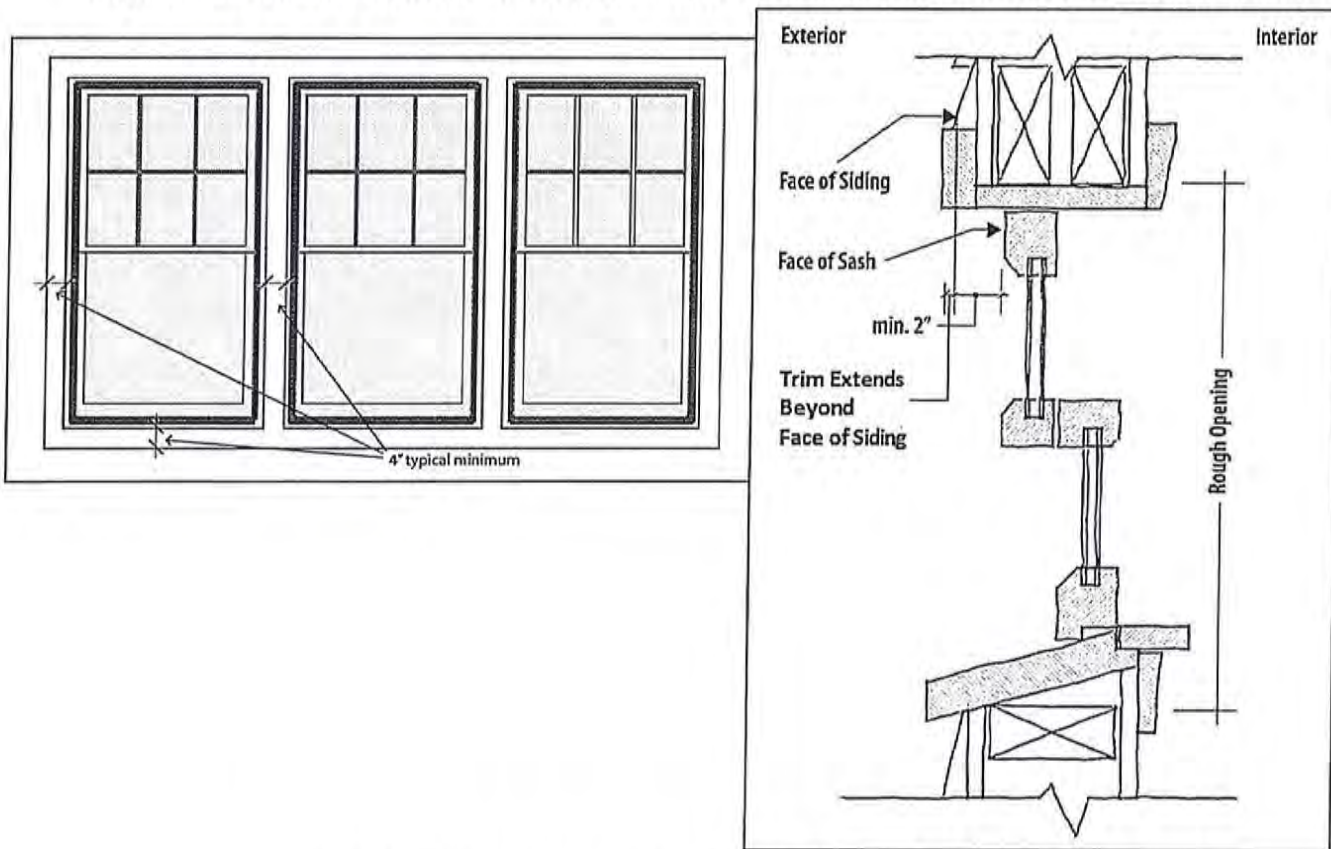 4" typical minimum
Exterior
Interior
Face of Siding
Face of Sash
min. 2"
Trim Extends
Beyond
Face of Siding
Rough Opening